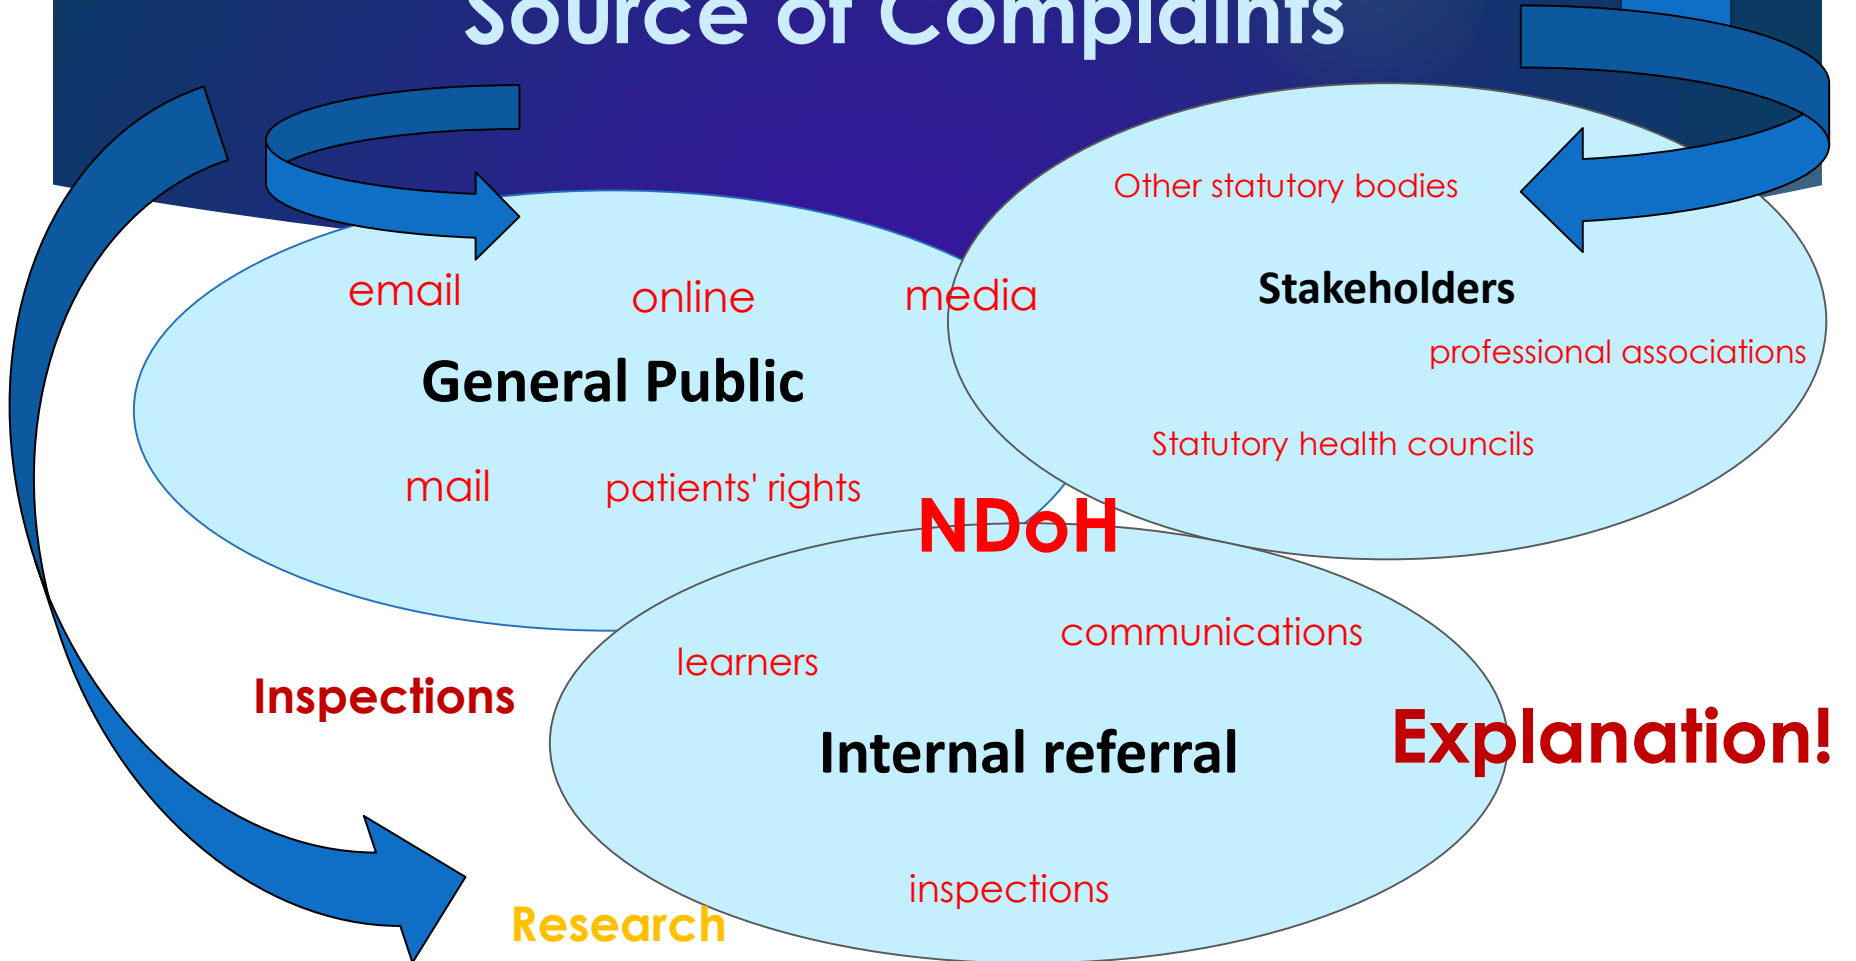 Source of Complaints
Other statutory bodies
Stakeholders
professional associations
Statutory health councils
email
online
media
General Public
mail
patients' rights
NDoH
learners
communications
Internal referral
inspections
Inspections
Explanation!
Research